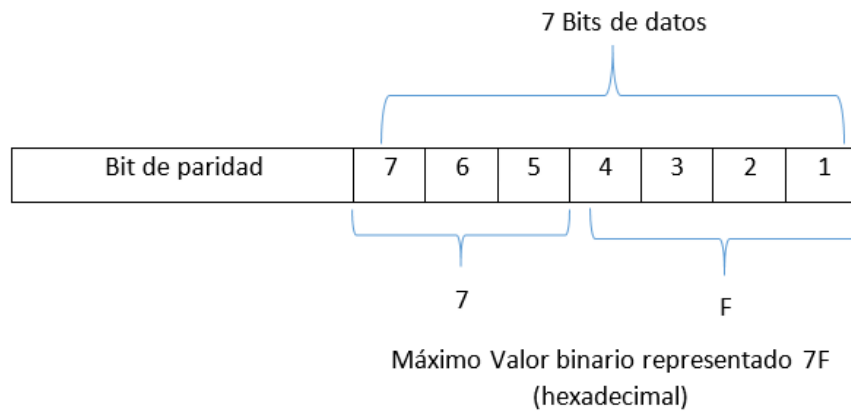 7 Bits de datos
Bit de paridad 7 6 5 4 3 2 1
7 F
Máximo Valor binario representado 7F
(hexadecimal)